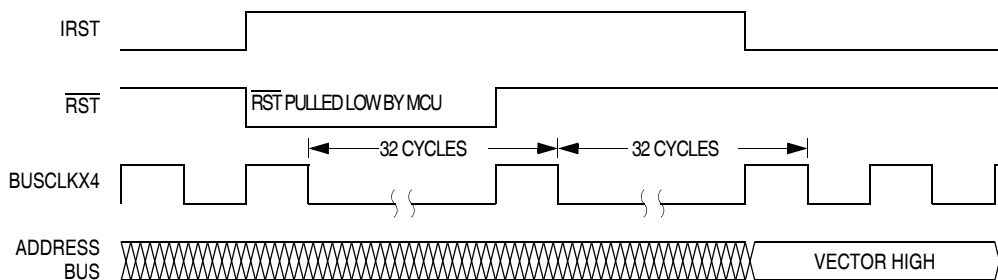 IRST
RST
RST PULLED LOW BY MCU
32 CYCLES 32 CYCLES
BUSCLKX4
ADDRESS
BUS
VECTOR HIGH